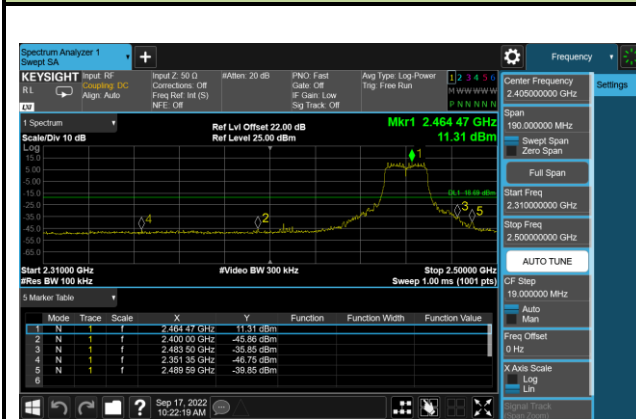 Spectrum Analyzer 1
Swept SA
+
Frequency
KEYSIGHT
Input: RF
Coupling: DC
Align: Auto
RL
LXI
Input Z: 50 Ω
Corrections: Off
Freq Ref: Int (S)
NFE: Off
#Atten: 20 dB
PNO: Fast
Gate: Off
IF Gain: Low
Sig Track: Off
Avg Type: Log-Power
Trig: Free Run
1 2 3 4 5 6
M W W W W W
P N N N N N
Center Frequency
2.405000000 GHz
Settings
1 Spectrum
Scale/Div 10 dB
Ref Lvl Offset 22.00 dB
Ref Level 25.00 dBm
Mkr1 2.464 47 GHz
11.31 dBm
Span
190.000000 MHz
Swept Span
Zero Span
Full Span
Log
15.0
5.00
-5.00
-15.0
-25.0
-35.0
-45.0
-55.0
-65.0
1
2
3
4
5
Start Freq
2.310000000 GHz
Stop Freq
2.500000000 GHz
AUTO TUNE
Start 2.31000 GHz
#Res BW 100 kHz
#Video BW 300 kHz
Stop 2.50000 GHz
Sweep 1.00 ms (1001 pts)
CF Step
19.000000 MHz
Auto
Man
5 Marker Table
Mode Trace Scale X Y Function Function Width Function Value
1 N 1 f 2.464 47 GHz 11.31 dBm
2 N 1 f 2.400 00 GHz -45.86 dBm
3 N 1 f 2.483 50 GHz -35.85 dBm
4 N 1 f 2.351 35 GHz -46.75 dBm
5 N 1 f 2.489 59 GHz -39.85 dBm
6
Freq Offset
0 Hz
X Axis Scale
Log
Lin
Signal Track
(Span Zoom)
?
Sep 17, 2022
10:22:19 AM